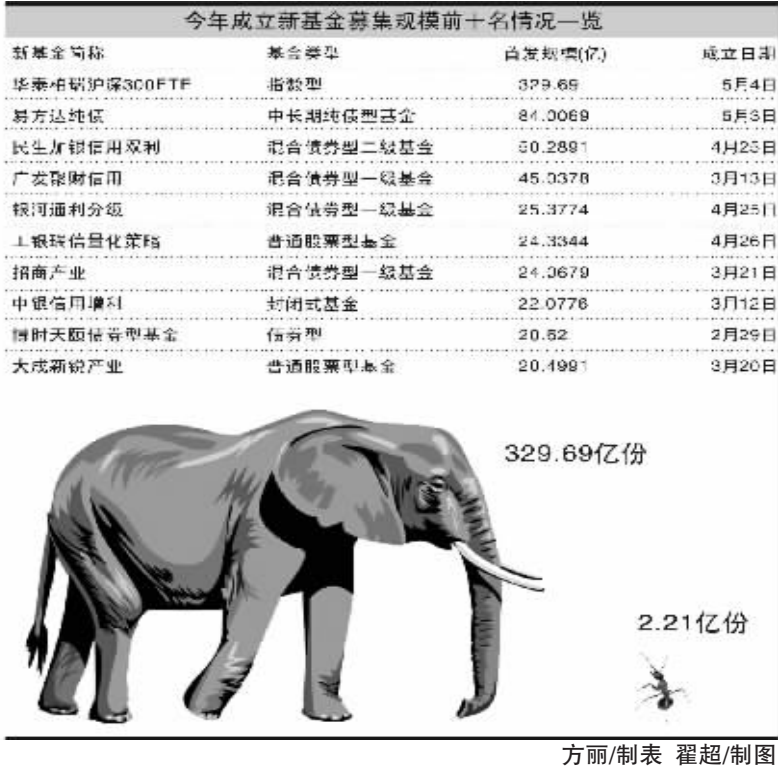 今年成立新基金募集规模前十名情况一览
新基金简称 基金类型 首发规模(亿) 成立日期
华泰柏瑞沪深300ETF 指数型 329.69 5月4日
易方达纯债 中长期纯债型基金 84.0069 5月3日
民生加银信用双利 混合债券型二级基金 50.2891 4月25日
广发聚财信用 混合债券型一级基金 45.0378 3月13日
银河通利分级 混合债券型一级基金 25.3774 4月25日
工银瑞信量化策略 普通股票型基金 24.3344 4月26日
招商产业 混合债券型一级基金 24.0679 3月21日
中银信用增利 封闭式基金 22.0776 3月12日
博时天颐债券型基金 债券型 20.52 2月29日
大成新锐产业 普通股票型基金 20.4991 3月20日
329.69亿份
2.21亿份
方丽/制表 翟超/制图